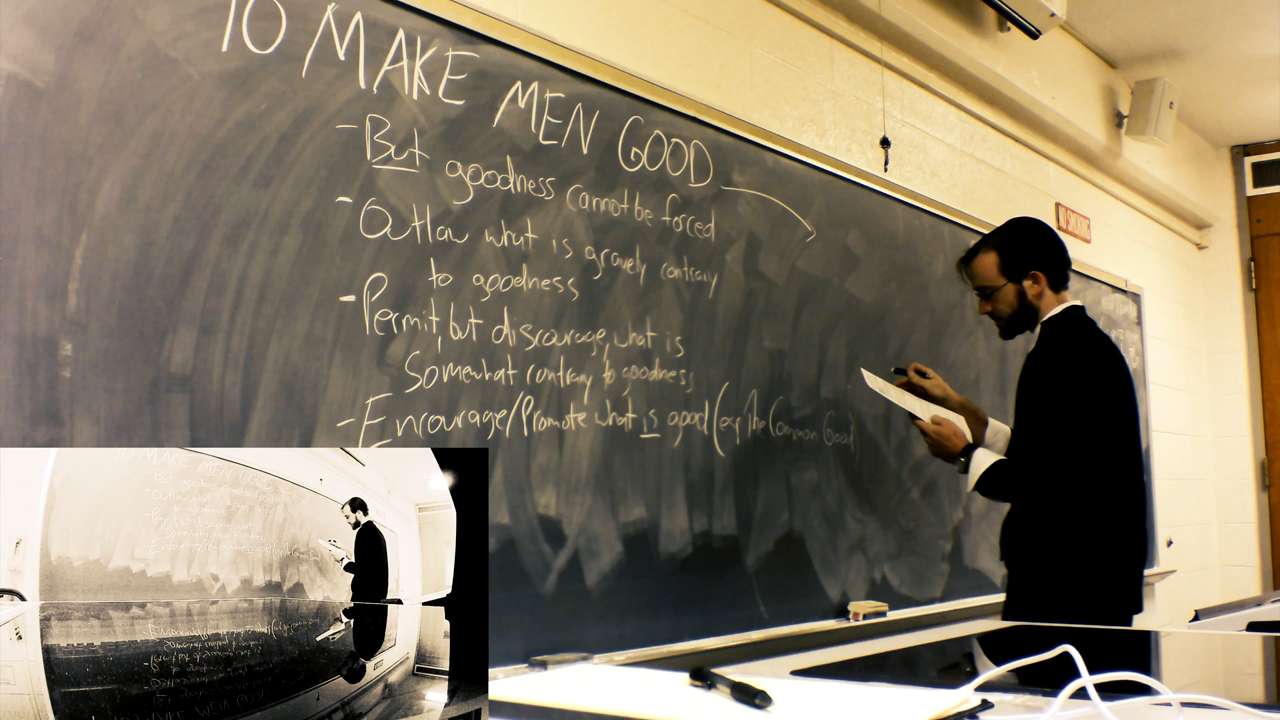 TO MAKE MEN GOOD
- But goodness cannot be forced
- Outlaw what is gravely contrary
to goodness
- Permit, but discourage, what is
somewhat contrary to goodness
- Encourage/Promote what is good (esp. The Common Good)
NO SMOKING